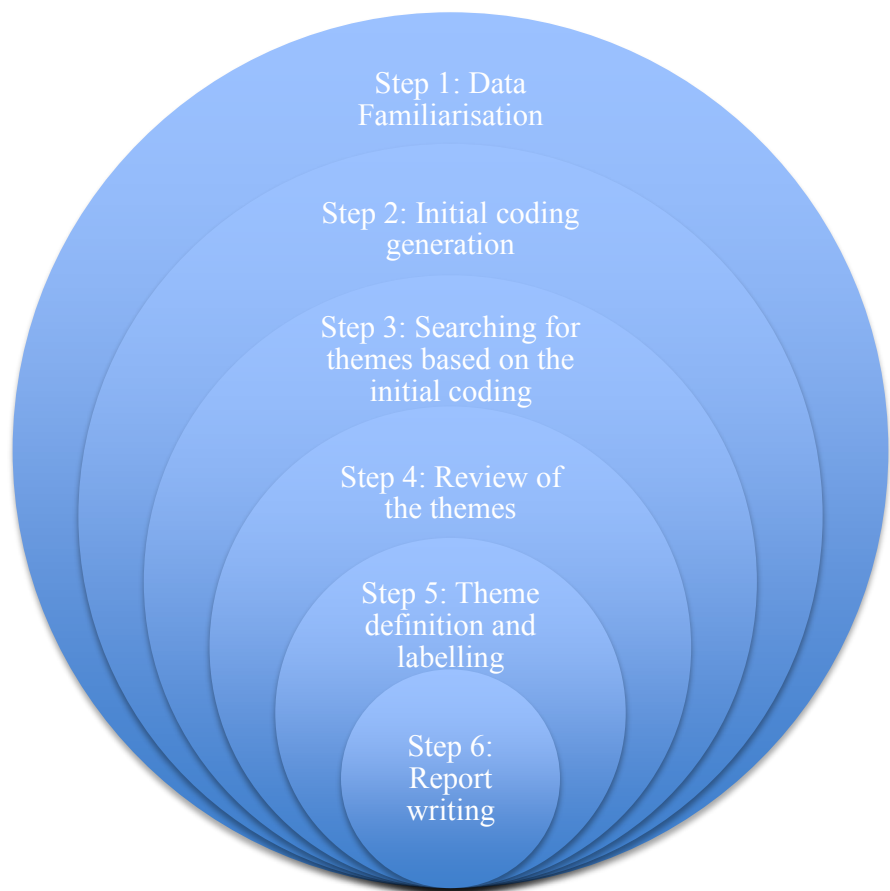 Step 1: Data
Familiarisation
Step 2: Initial coding
generation
Step 3: Searching for
themes based on the
initial coding
Step 4: Review of
the themes
Step 5: Theme
definition and
labelling
Step 6:
Report
writing